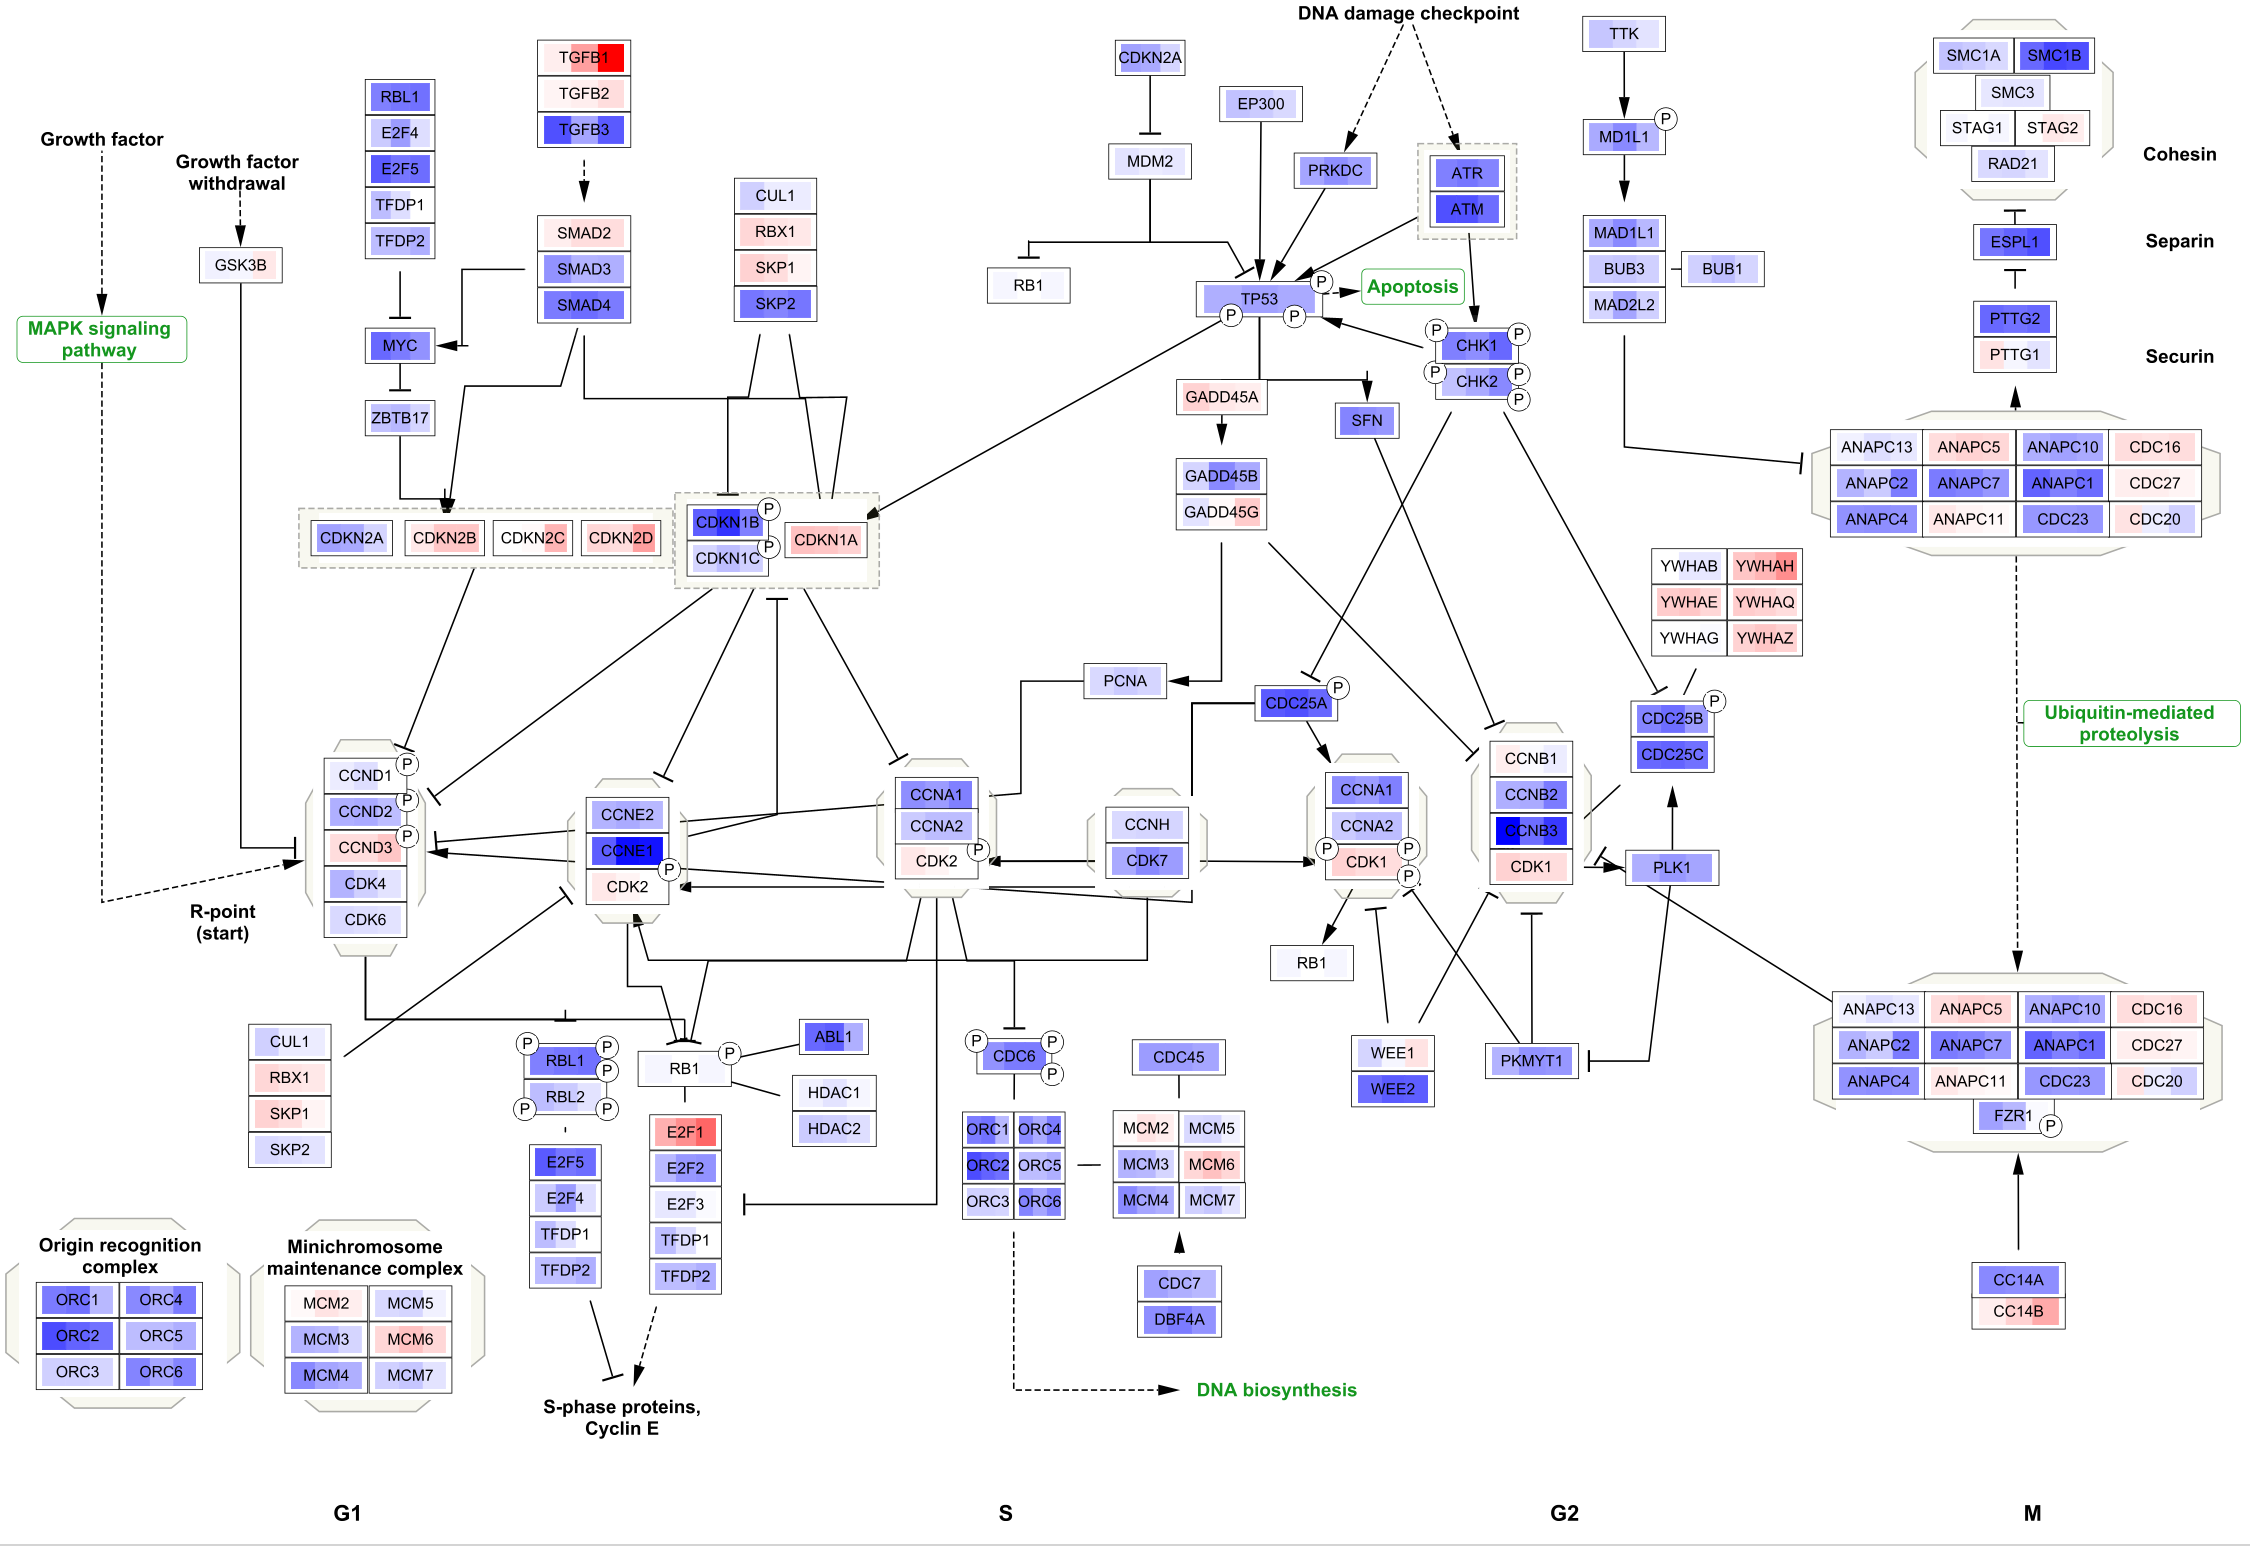 DNA damage checkpoint
Growth factor
Growth factor
withdrawal
MAPK signaling
pathway
GSK3B
RBL1
E2F4
E2F5
TFDP1
TFDP2
MYC
ZBTB17
TGFB1
TGFB2
TGFB3
SMAD2
SMAD3
SMAD4
CUL1
RBX1
SKP1
SKP2
CDKN2A
MDM2
RB1
EP300
PRKDC
ATR
ATM
TP53
P
P
P
Apoptosis
P
CHK1
P
P
CHK2
P
P
GADD45A
SFN
GADD45B
GADD45G
TTK
MD1L1
P
MAD1L1
BUB3
MAD2L2
BUB1
SMC1A
SMC1B
SMC3
STAG1
STAG2
RAD21
Cohesin
ESPL1
Separin
PTTG2
PTTG1
Securin
ANAPC13
ANAPC5
ANAPC10
CDC16
ANAPC2
ANAPC7
ANAPC1
CDC27
ANAPC4
ANAPC11
CDC23
CDC20
CDKN2A
CDKN2B
CDKN2C
CDKN2D
CDKN1B
P
CDKN1C
P
CDKN1A
YWHAB
YWHAH
YWHAE
YWHAQ
YWHAG
YWHAZ
PCNA
CDC25A
P
CDC25B
P
CDC25C
Ubiquitin-mediated
proteolysis
CCND1
P
CCND2
P
CCND3
P
CDK4
CDK6
CCNE2
CCNE1
CDK2
P
CCNA1
CCNA2
CDK2
P
CCNH
CDK7
CCNA1
CCNA2
P
CDK1
P
P
CCNB1
CCNB2
CCNB3
CDK1
PLK1
R-point
(start)
RB1
CUL1
RBX1
SKP1
SKP2
P
RBL1
P
P
RBL2
P
P
RB1
P
ABL1
HDAC1
HDAC2
P
CDC6
P
P
CDC45
WEE1
WEE2
PKMYT1
ANAPC13
ANAPC5
ANAPC10
CDC16
ANAPC2
ANAPC7
ANAPC1
CDC27
ANAPC4
ANAPC11
CDC23
CDC20
FZR1
P
E2F5
E2F4
TFDP1
TFDP2
E2F1
E2F2
E2F3
TFDP1
TFDP2
ORC1
ORC4
ORC2
ORC5
ORC3
ORC6
MCM2
MCM5
MCM3
MCM6
MCM4
MCM7
CDC7
DBF4A
CC14A
CC14B
Origin recognition
complex
ORC1
ORC4
ORC2
ORC5
ORC3
ORC6
Minichromosome
maintenance complex
MCM2
MCM5
MCM3
MCM6
MCM4
MCM7
S-phase proteins,
Cyclin E
DNA biosynthesis
G1
S
G2
M